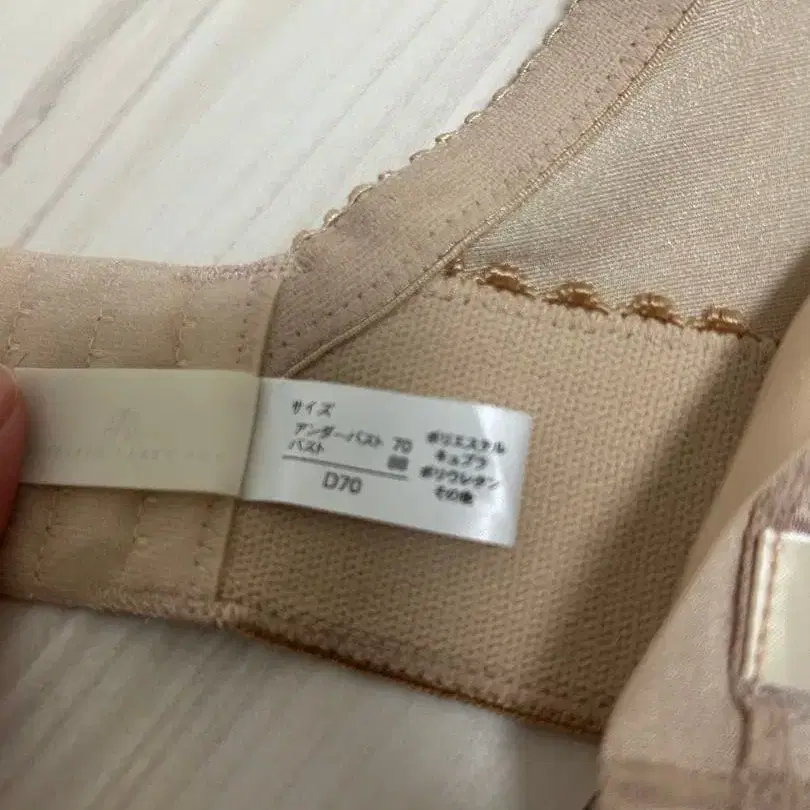 サイズ
アンダーバスト 70
バスト 88
D70
ポリエステル
キュプラ
ポリウレタン
その他